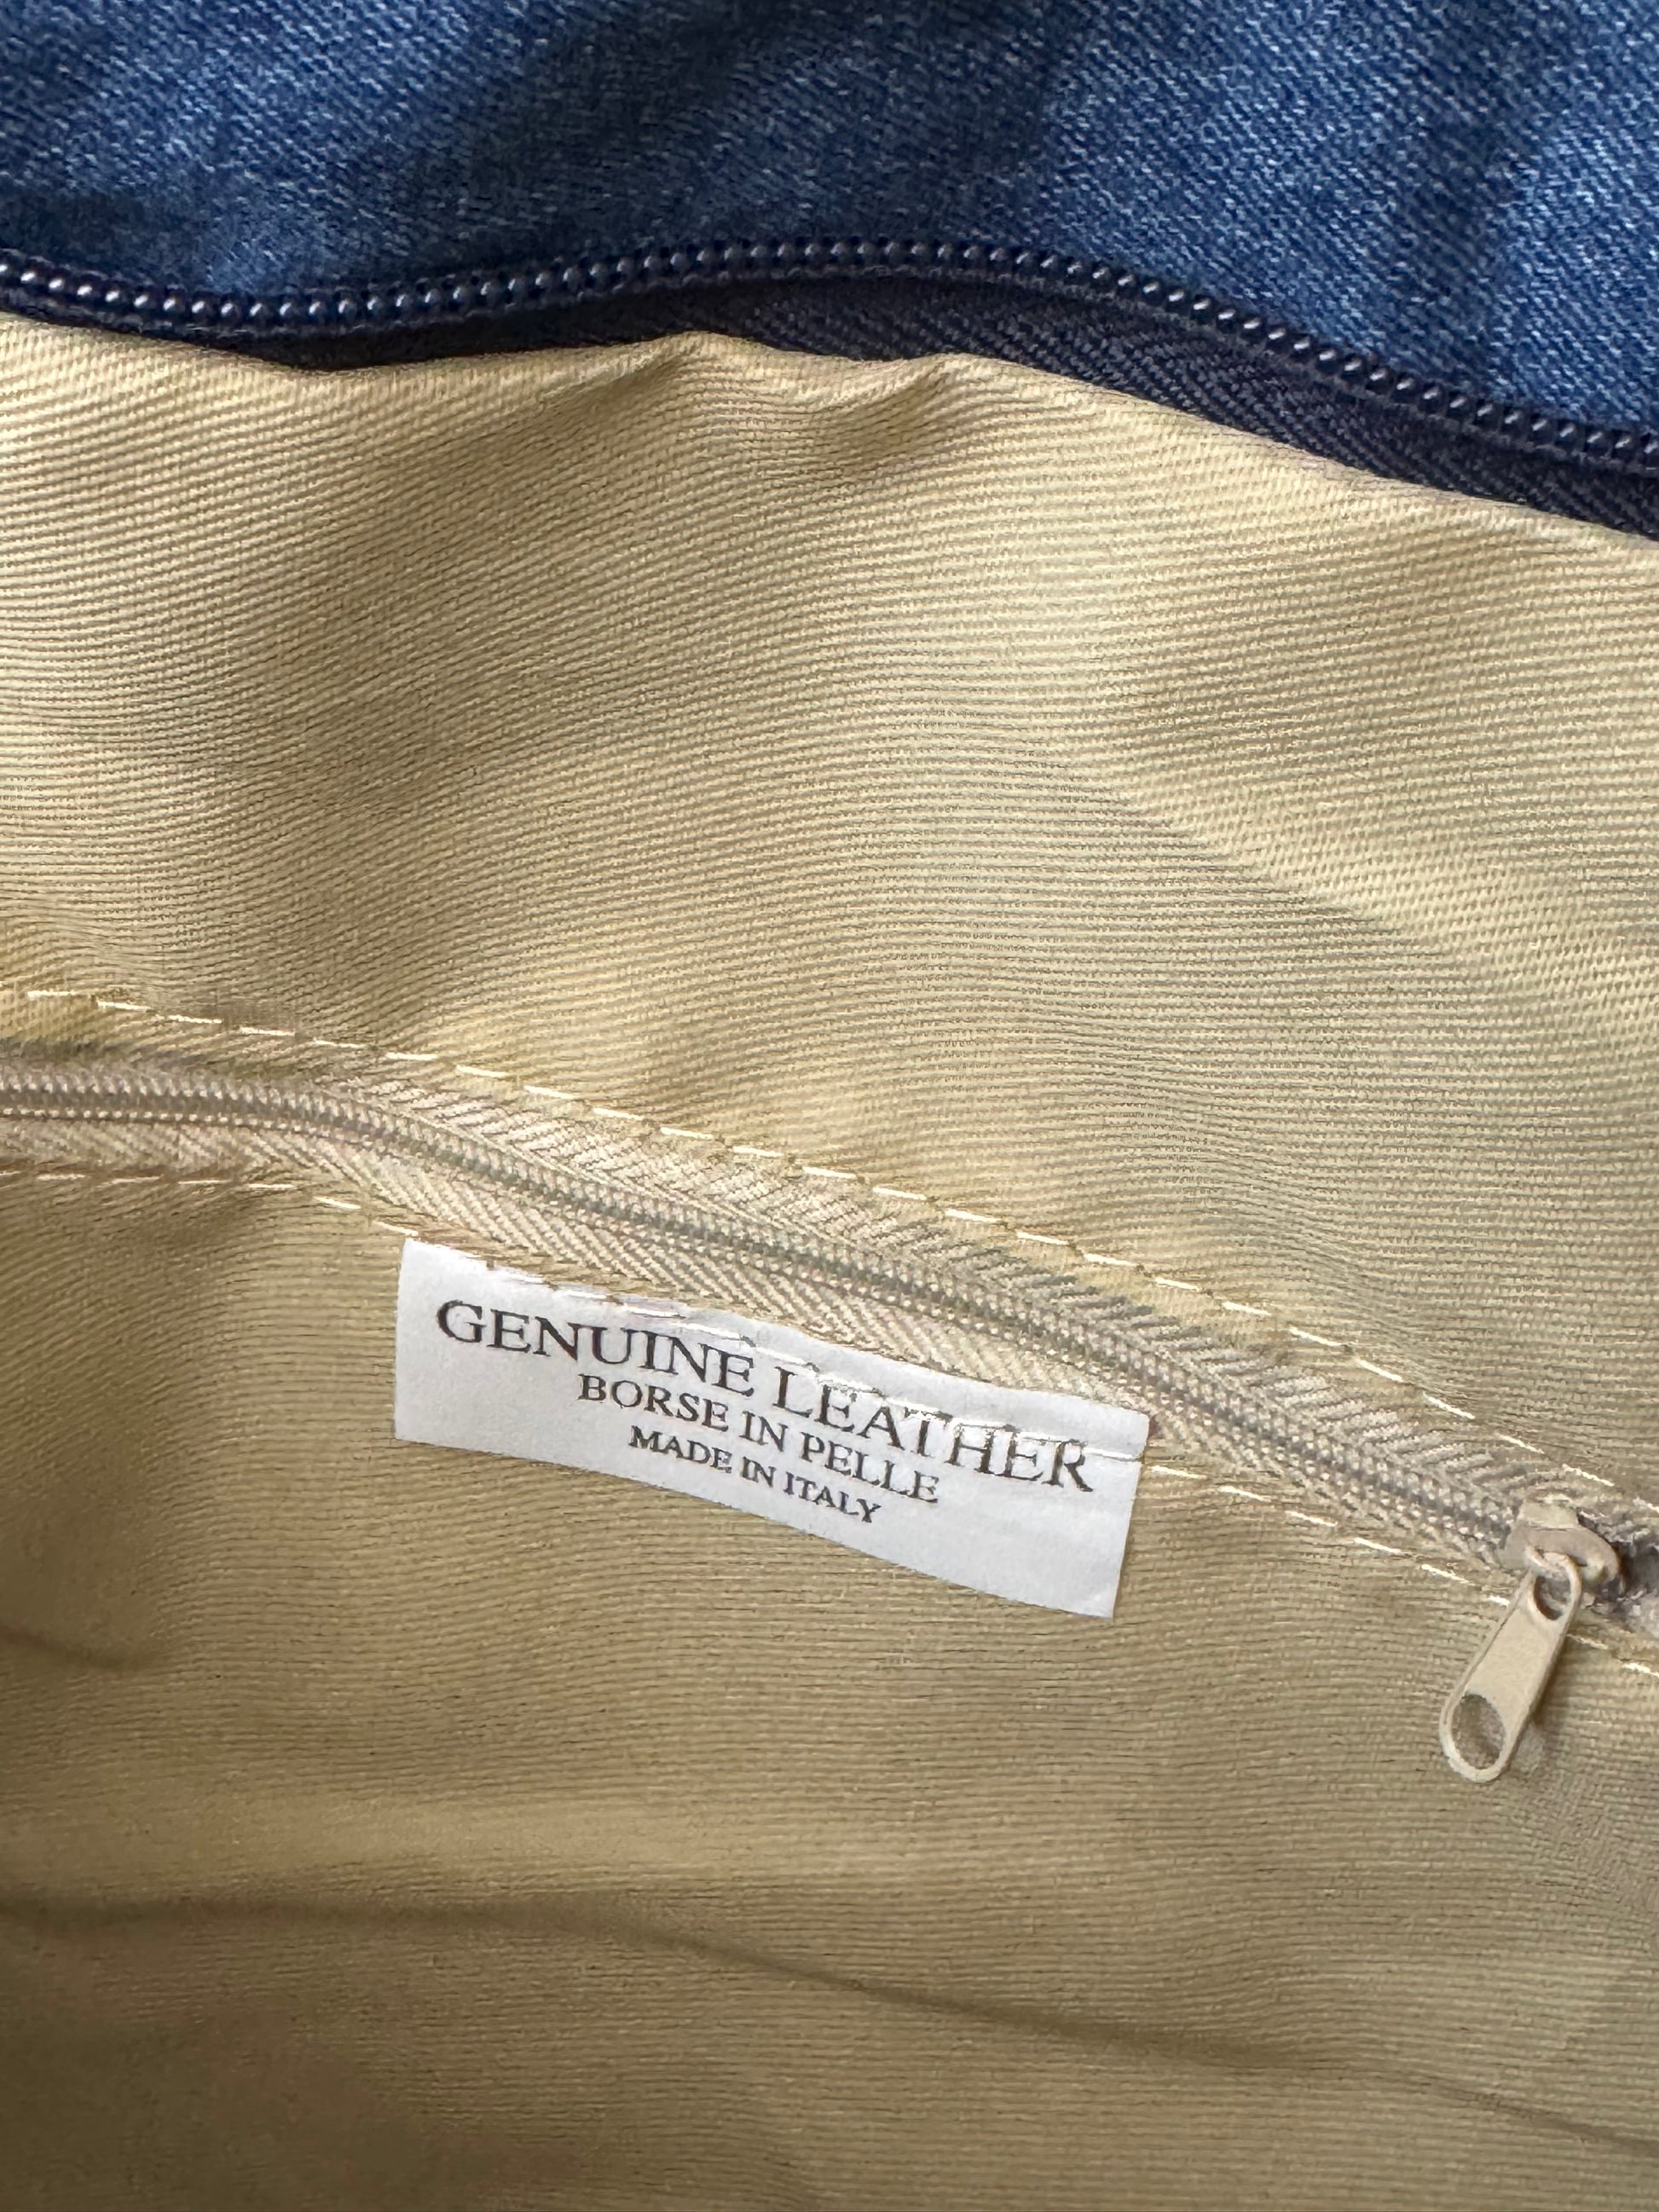 GENUINE LEATHER
BORSE IN PELLE
MADE IN ITALY